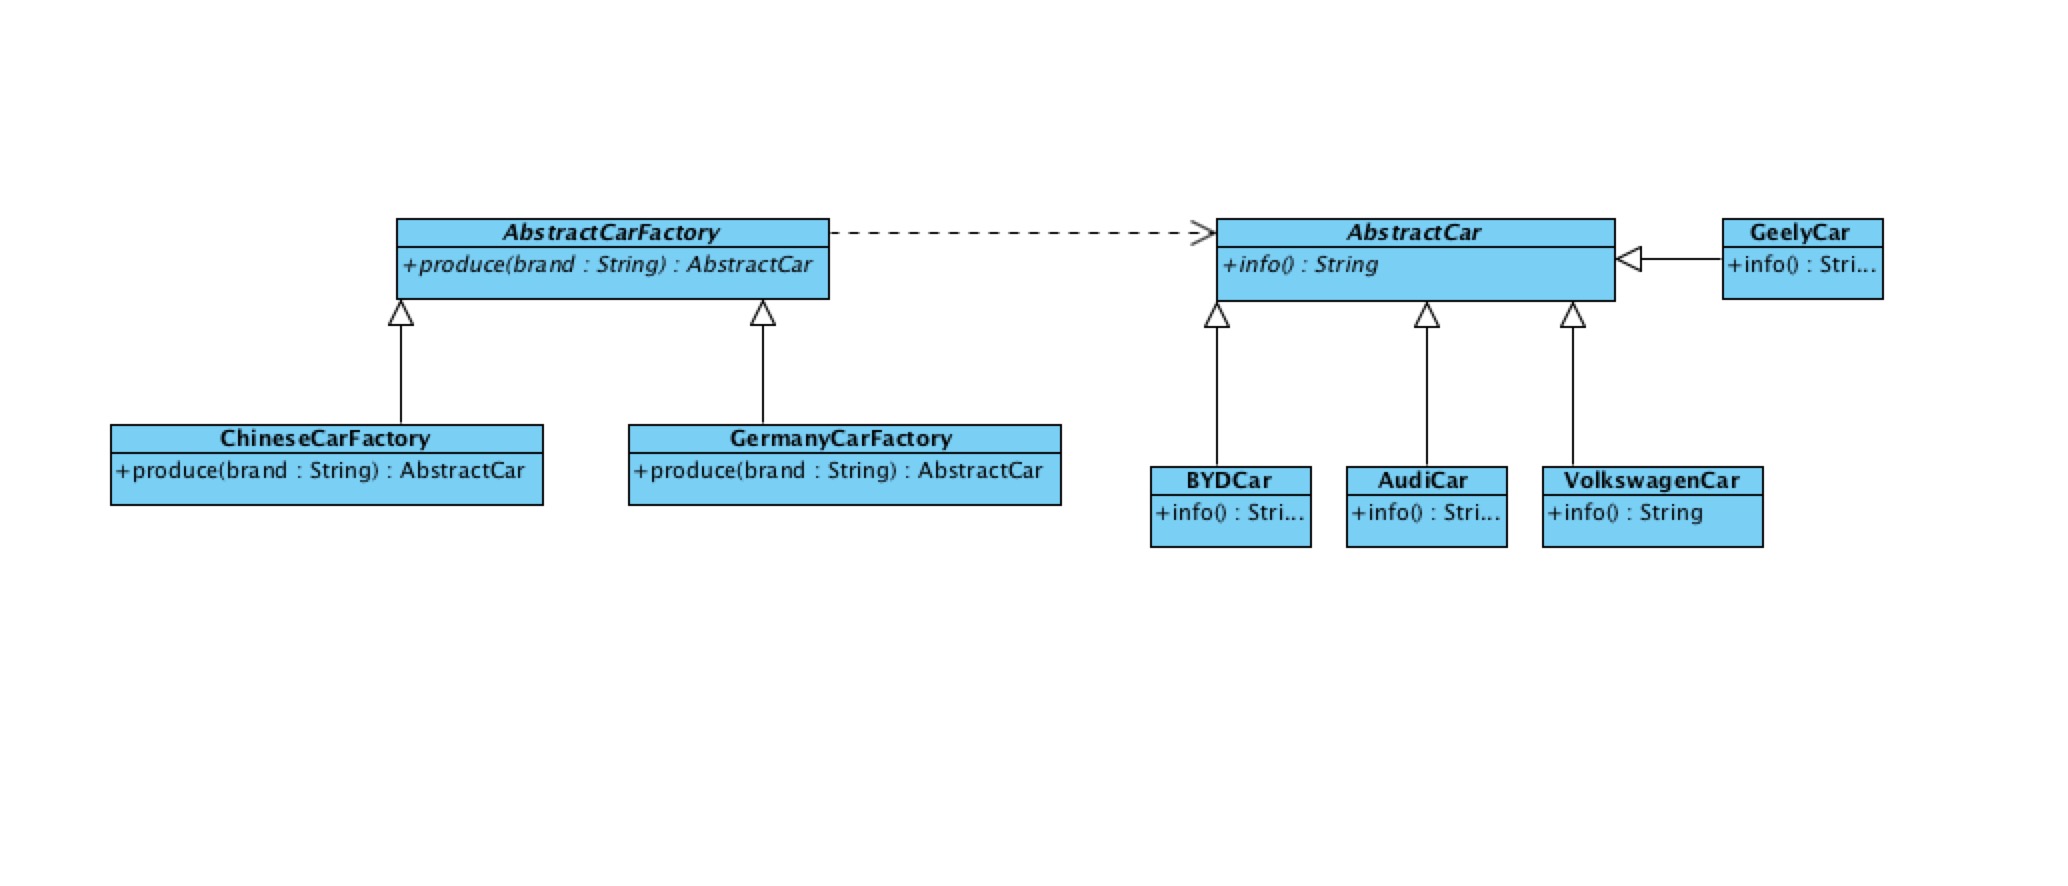 AbstractCarFactory
+produce(brand : String) : AbstractCar
AbstractCar
+info() : String
GeelyCar
+info() : Stri...
ChineseCarFactory
+produce(brand : String) : AbstractCar
GermanyCarFactory
+produce(brand : String) : AbstractCar
BYDCar
+info() : Stri...
AudiCar
+info() : Stri...
VolkswagenCar
+info() : String